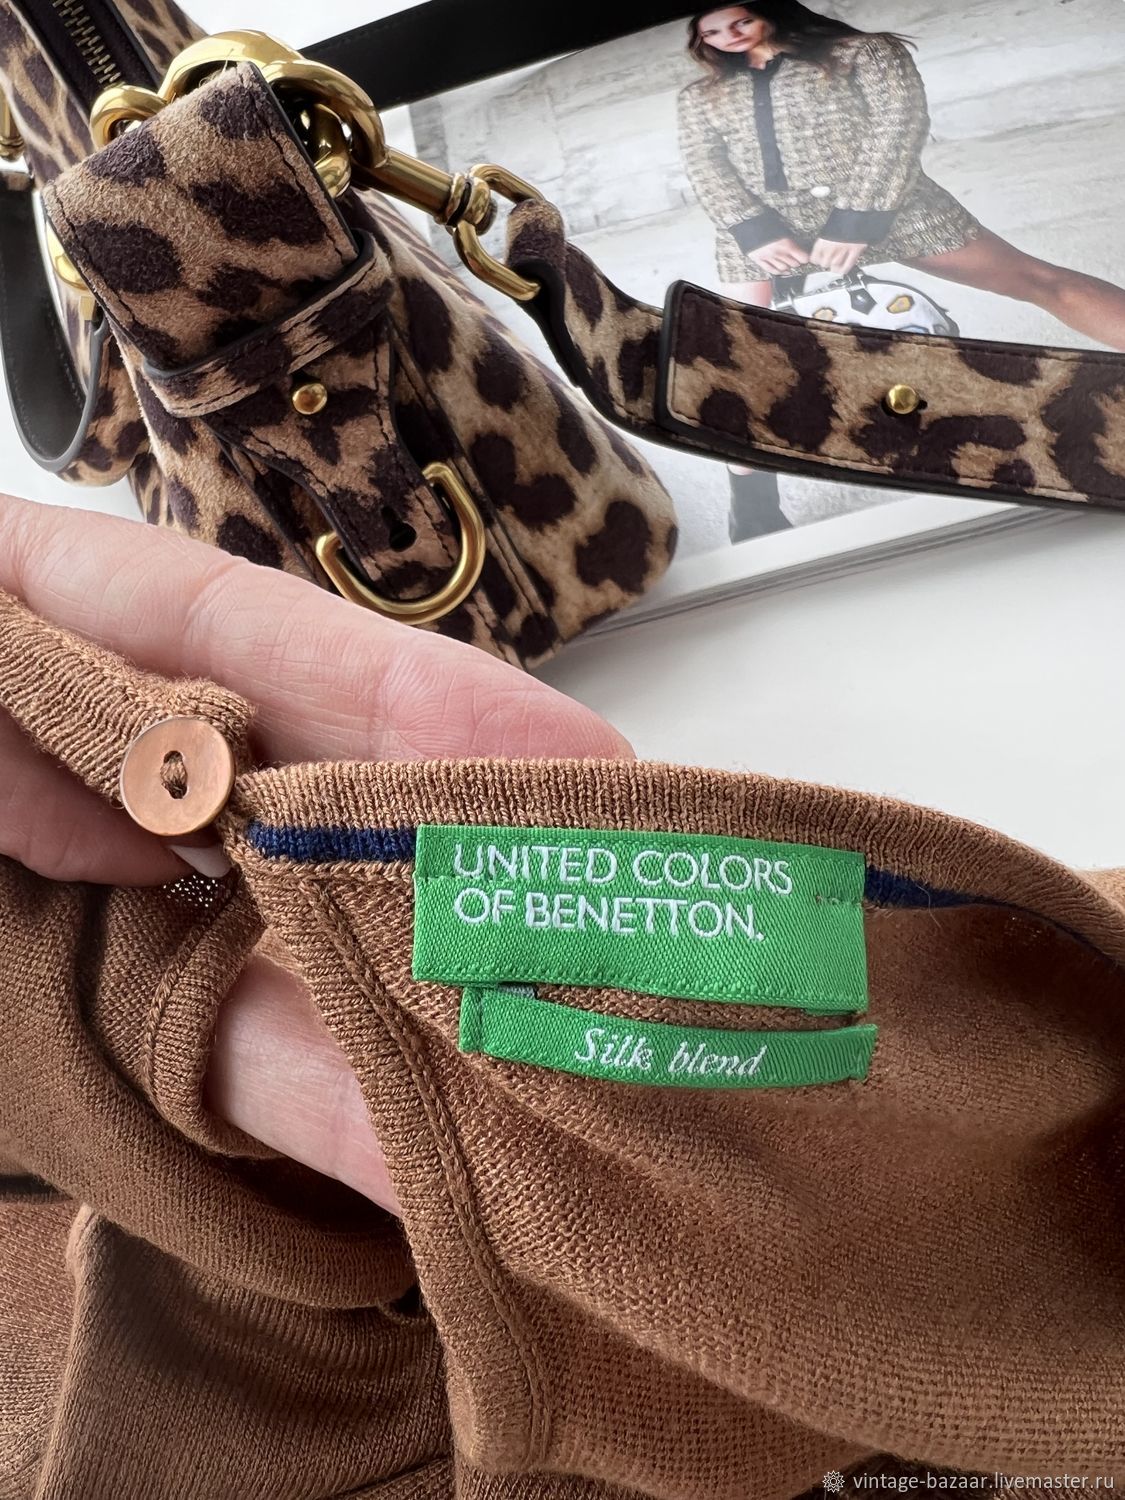 UNITED COLORS
OF BENETTON.
Silk blend
vintage-bazaar.livemaster.ru